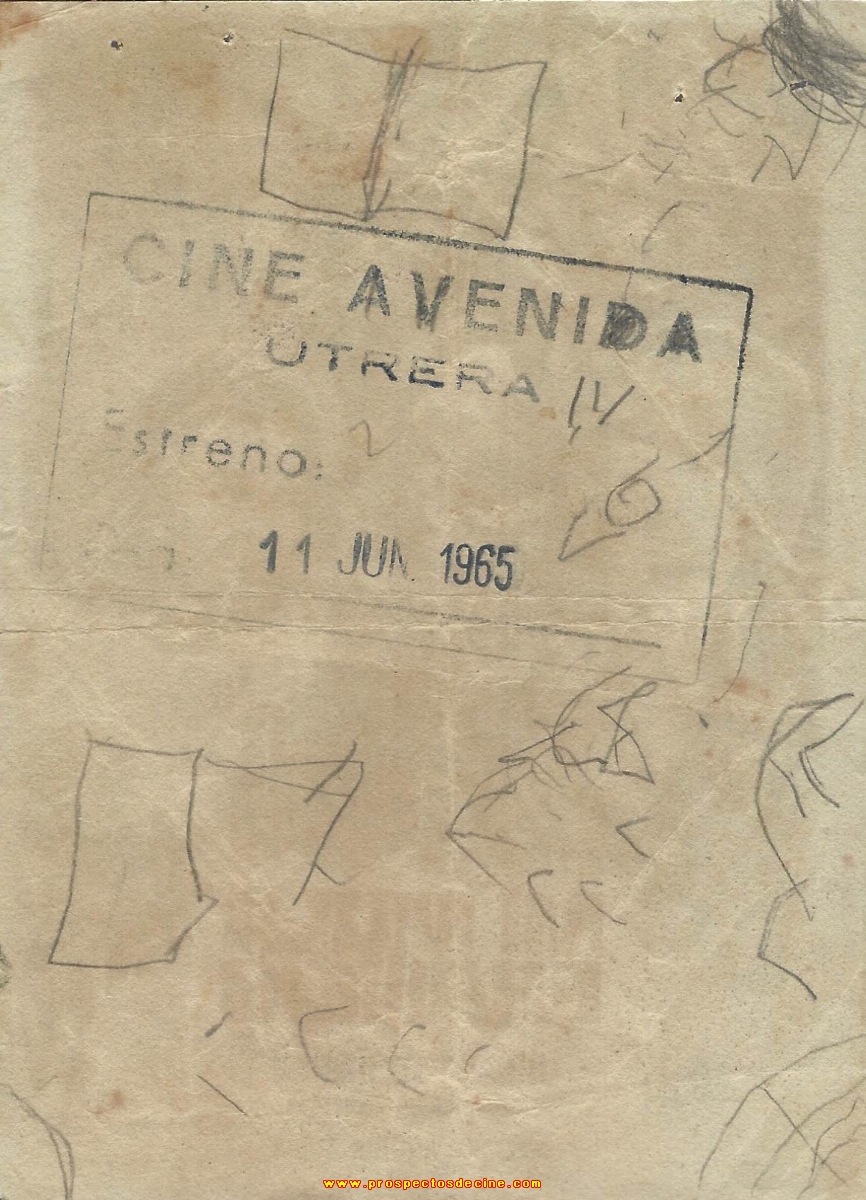 CINE AVENIDA
UTRERA
Estreno:
11 JUN 1965
www.prospectosdecine.com